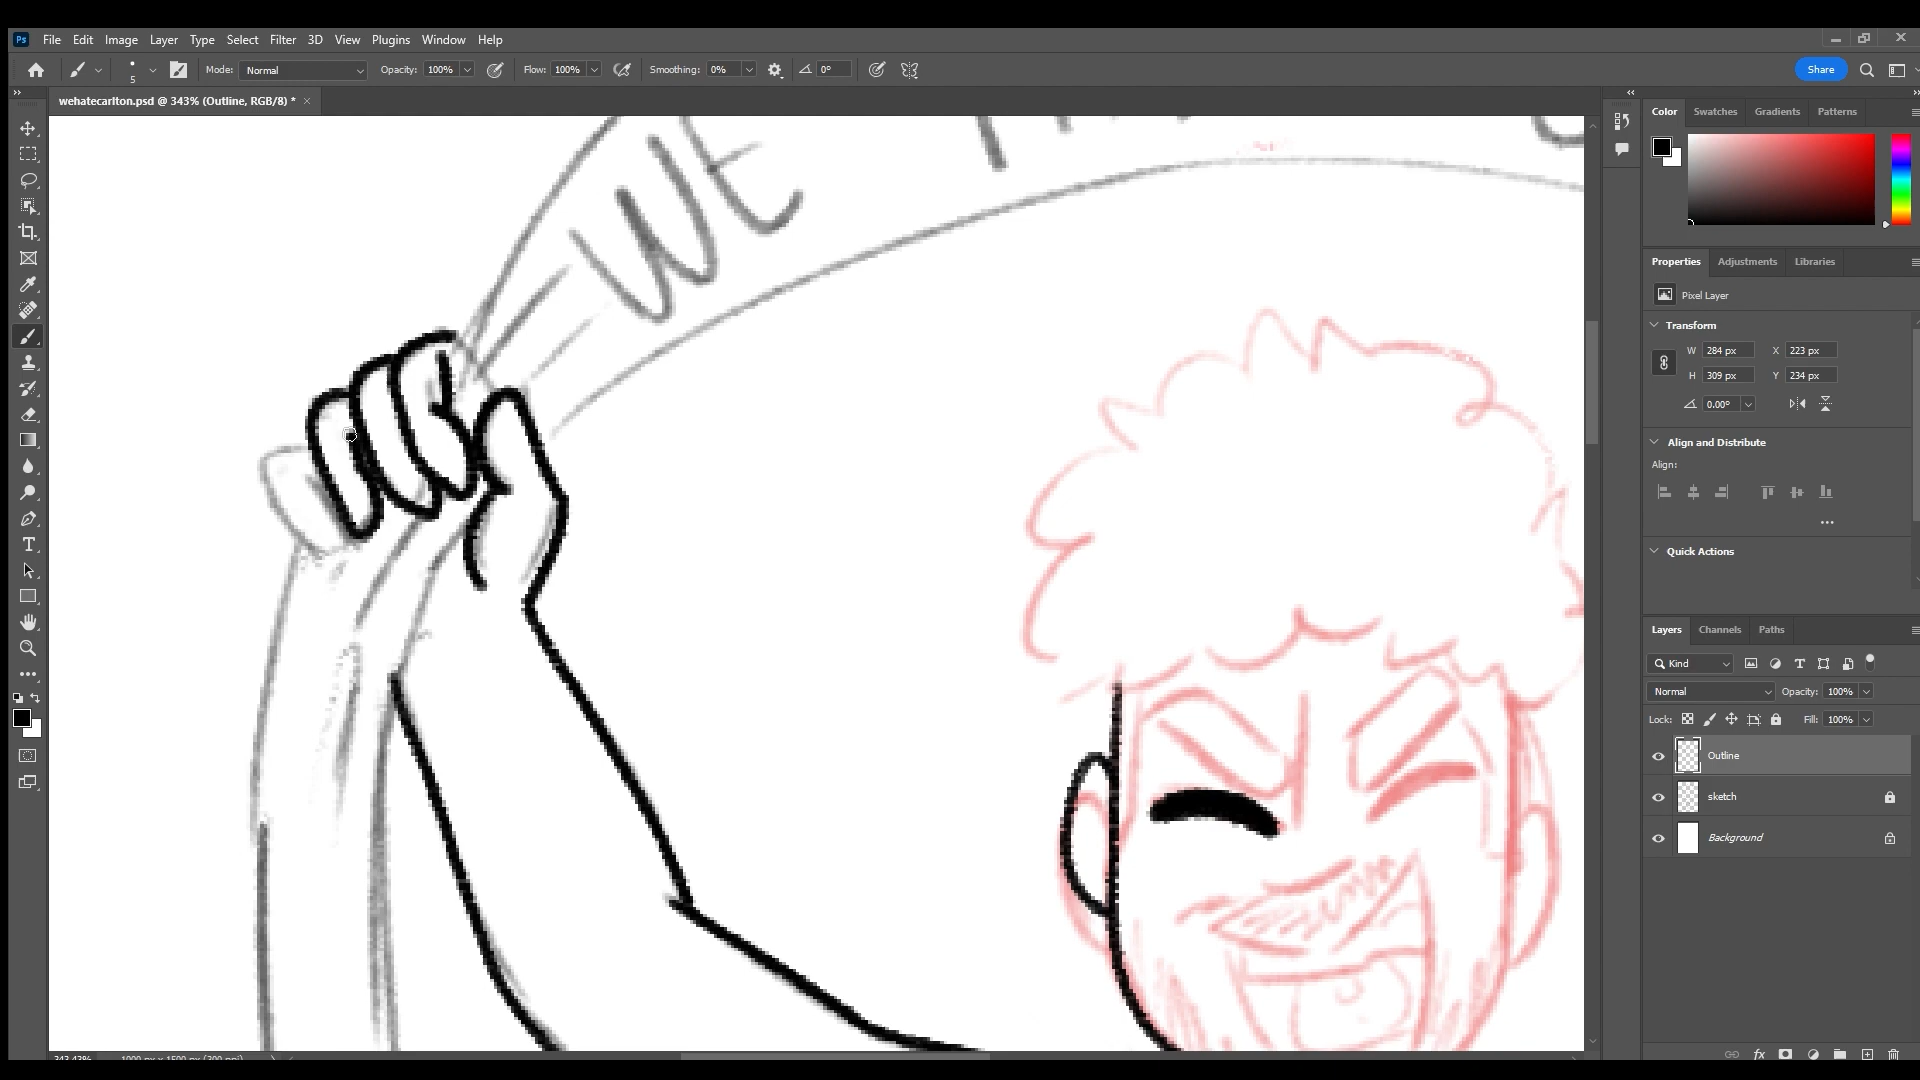 Ps File Edit Image Layer Type Select Filter 3D View Plugins Window Help
5 Mode: Normal Opacity: 100% Flow: 100% Smoothing: 0% 0° Share
wehatecarlton.psd @ 343% (Outline, RGB/8) * ×
WE
Color Swatches Gradients Patterns
Properties Adjustments Libraries
Pixel Layer
Transform
W 284 px X 223 px
H 309 px Y 234 px
0.00°
Align and Distribute
Align:
Quick Actions
Layers Channels Paths
Kind
Normal Opacity: 100%
Lock: Fill: 100%
Outline
sketch
Background
343.43% 1000 px x 1500 px (300 ppi)